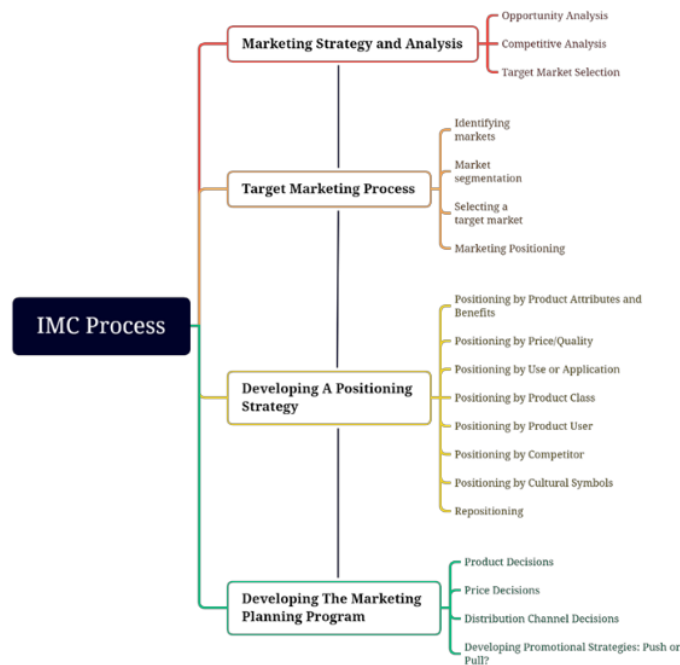 Opportunity Analysis
Marketing Strategy and Analysis
Competitive Analysis
Target Market Selection
Identifying
markets
Market
segmentation
Target Marketing Process
Selecting a
target market
Marketing Positioning
IMC Process
Positioning by Product Attributes and
Benefits
Positioning by Price/Quality
Positioning by Use or Application
Developing A Positioning
Strategy
Positioning by Product Class
Positioning by Product User
Positioning by Competitor
Positioning by Cultural Symbols
Repositioning
Product Decisions
Price Decisions
Developing The Marketing
Planning Program
Distribution Channel Decisions
Developing Promotional Strategies: Push or
Pull?